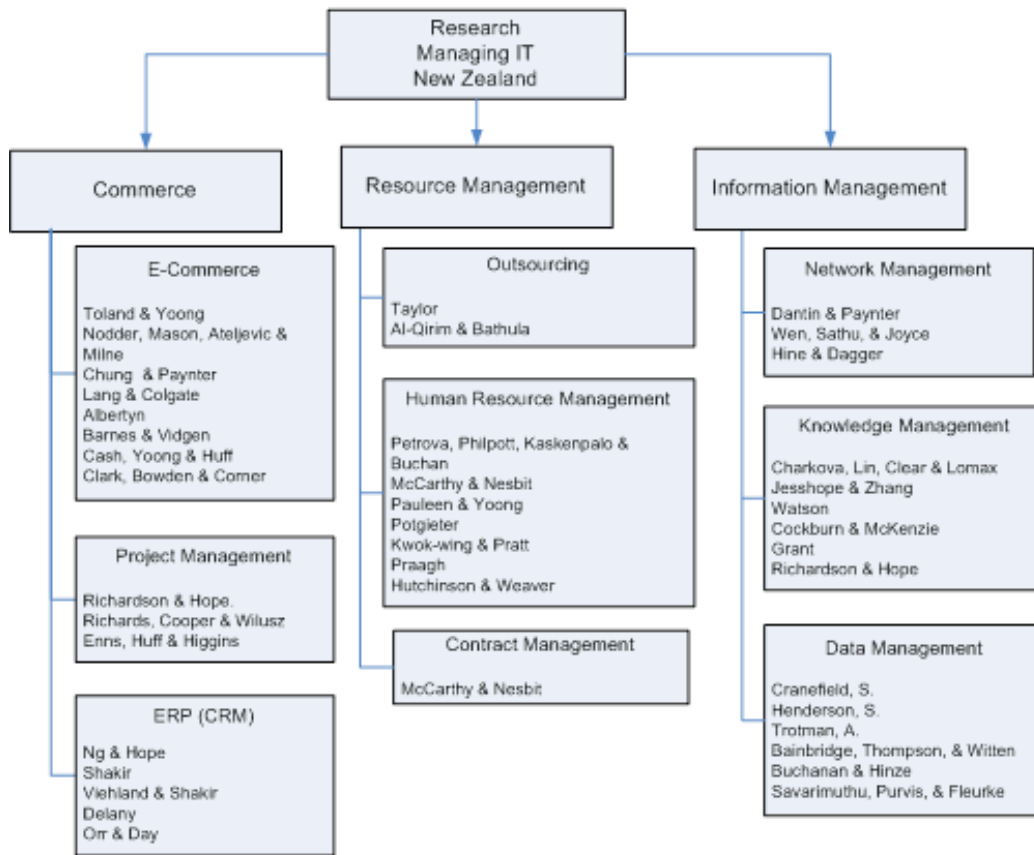 Research
Managing IT
New Zealand
Commerce
E-Commerce
Toland & Yoong
Nodder, Mason, Ateljevic &
Milne
Chung & Paynter
Lang & Colgate
Albertyn
Barnes & Vidgen
Cash, Yoong & Huff
Clark, Bowden & Corner
Project Management
Richardson & Hope.
Richards, Cooper & Wilusz
Enns, Huff & Higgins
ERP (CRM)
Ng & Hope
Shakir
Viehland & Shakir
Delany
Orr & Day
Resource Management
Outsourcing
Taylor
Al-Qirim & Bathula
Human Resource Management
Petrova, Philpott, Kaskenpalo &
Buchan
McCarthy & Nesbit
Pauleen & Yoong
Potgieter
Kwok-wing & Pratt
Praagh
Hutchinson & Weaver
Contract Management
McCarthy & Nesbit
Information Management
Network Management
Dantin & Paynter
Wen, Sathu, & Joyce
Hine & Dagger
Knowledge Management
Charkova, Lin, Clear & Lomax
Jesshope & Zhang
Watson
Cockburn & McKenzie
Grant
Richardson & Hope
Data Management
Cranefield, S.
Henderson, S.
Trotman, A.
Bainbridge, Thompson, & Witten
Buchanan & Hinze
Savarimuthu, Purvis, & Fleurke